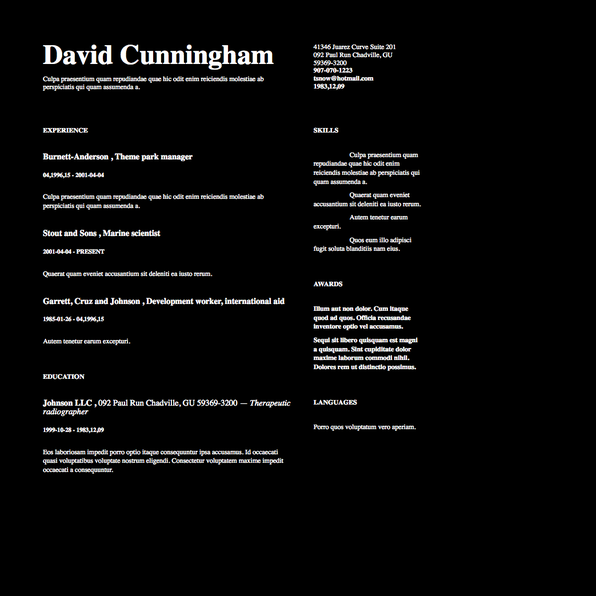 David Cunningham
Culpa praesentium quam repudiandae quae hic odit enim reiciendis molestiae ab
perspiciatis qui quam assumenda a.
41346 Juarez Curve Suite 201
092 Paul Run Chadville, GU
59369-3200
907-070-1223
tsnow@hotmail.com
1983,12,09
EXPERIENCE
Burnett-Anderson , Theme park manager
04,1996,15 - 2001-04-04
Culpa praesentium quam repudiandae quae hic odit enim reiciendis molestiae ab
perspiciatis qui quam assumenda a.
Stout and Sons , Marine scientist
2001-04-04 - PRESENT
Quaerat quam eveniet accusantium sit deleniti ea iusto rerum.
Garrett, Cruz and Johnson , Development worker, international aid
1985-01-26 - 04,1996,15
Autem tenetur earum excepturi.
EDUCATION
Johnson LLC , 092 Paul Run Chadville, GU 59369-3200 — Therapeutic
radiographer
1999-10-28 - 1983,12,09
Eos laboriosam impedit porro optio itaque consequuntur ipsa accusamus. Id occaecati
quasi voluptatibus voluptate nostrum eligendi. Consectetur voluptatem maxime impedit
occaecati a consequuntur.
SKILLS
Culpa praesentium quam
repudiandae quae hic odit enim
reiciendis molestiae ab perspiciatis qui
quam assumenda a.
Quaerat quam eveniet
accusantium sit deleniti ea iusto rerum.
Autem tenetur earum
excepturi.
Quos eum illo adipisci
fugit soluta blanditiis nam eius.
AWARDS
Illum aut non dolor. Cum itaque
quod ad quos. Officia recusandae
inventore optio vel accusamus.
Sequi sit libero quisquam est magni
a quisquam. Sint cupiditate dolor
maxime laborum commodi nihil.
Dolores rem ut distinctio possimus.
LANGUAGES
Porro quos voluptatum vero aperiam.